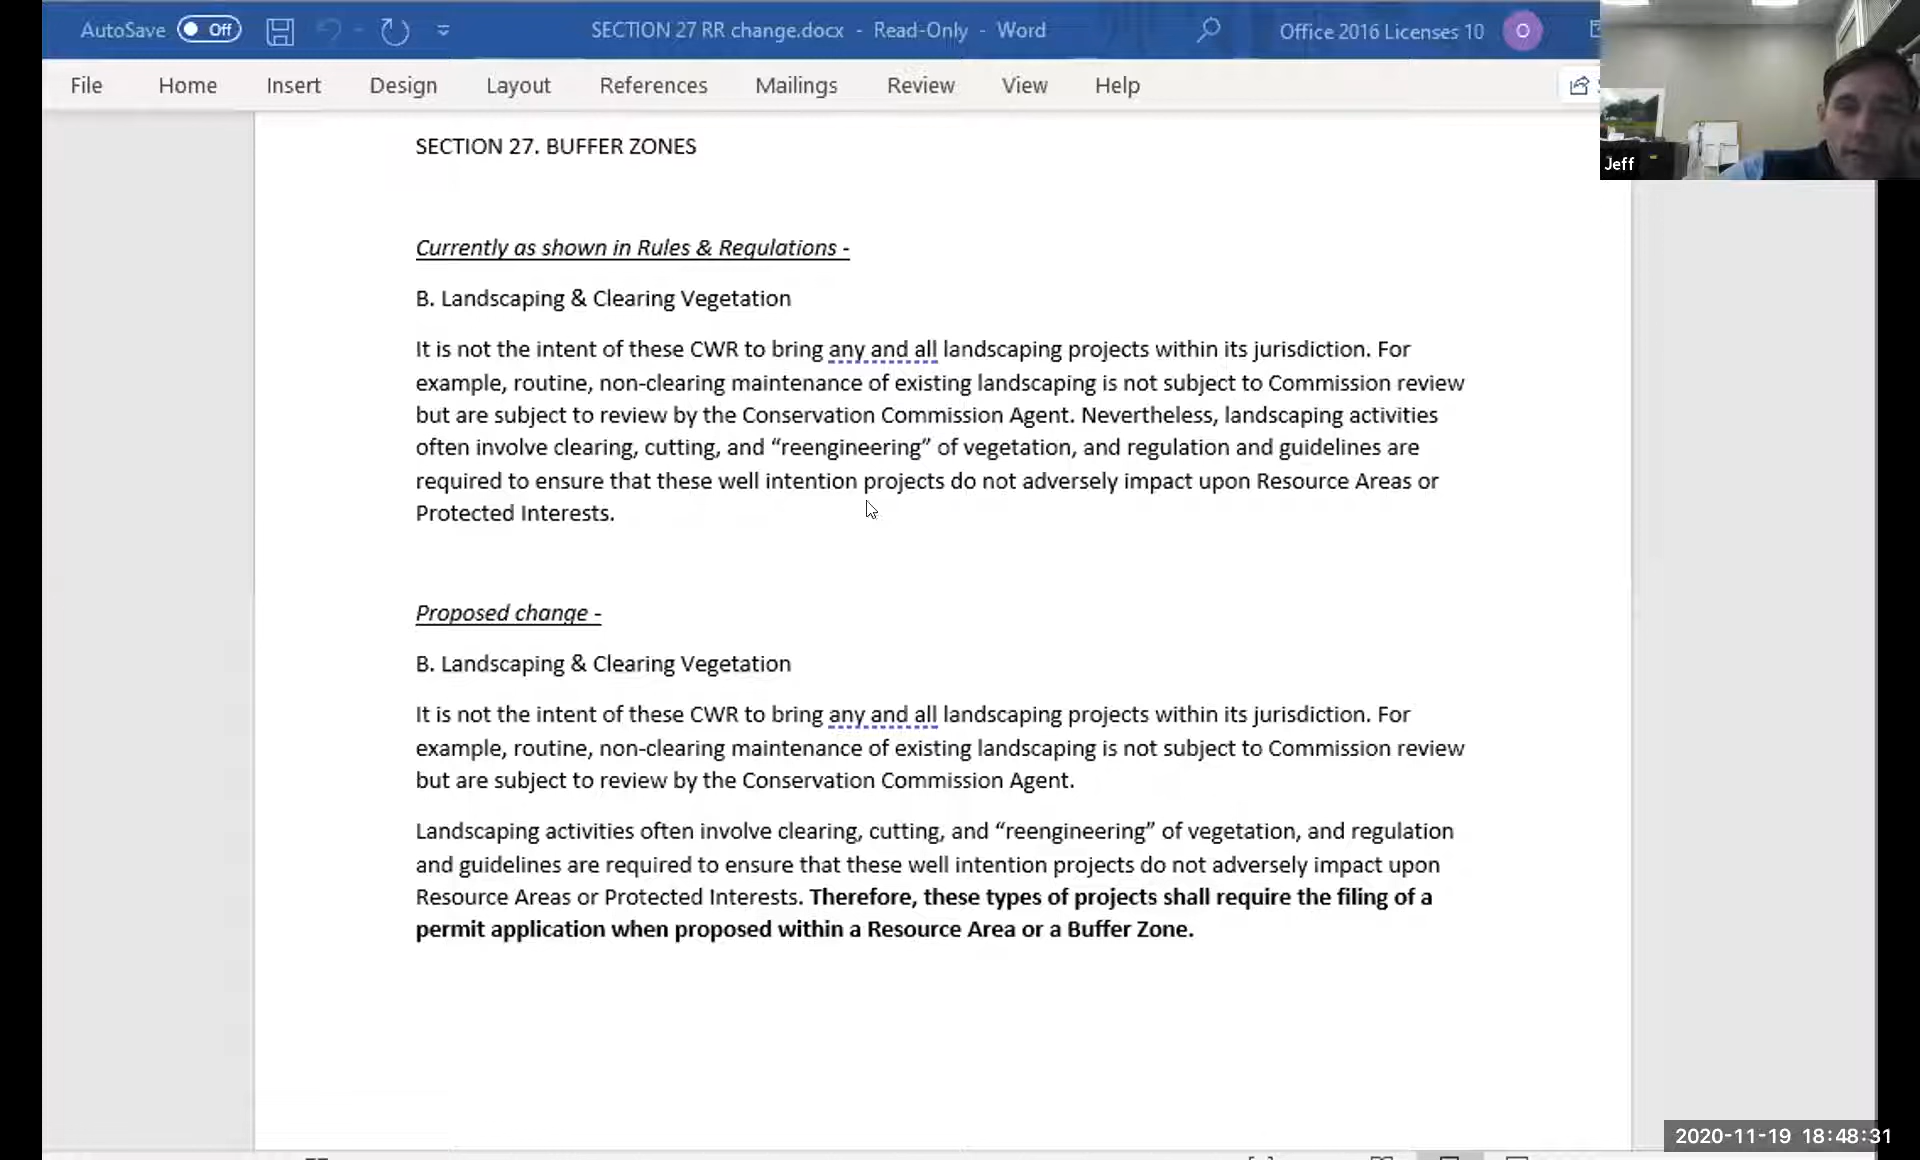 AutoSave Off SECTION 27 RR change.docx - Read-Only - Word Office 2016 Licenses 10 O
File Home Insert Design Layout References Mailings Review View Help
Jeff
SECTION 27. BUFFER ZONES
Currently as shown in Rules & Regulations -
B. Landscaping & Clearing Vegetation
It is not the intent of these CWR to bring any and all landscaping projects within its jurisdiction. For
example, routine, non-clearing maintenance of existing landscaping is not subject to Commission review
but are subject to review by the Conservation Commission Agent. Nevertheless, landscaping activities
often involve clearing, cutting, and “reengineering” of vegetation, and regulation and guidelines are
required to ensure that these well intention projects do not adversely impact upon Resource Areas or
Protected Interests.
Proposed change -
B. Landscaping & Clearing Vegetation
It is not the intent of these CWR to bring any and all landscaping projects within its jurisdiction. For
example, routine, non-clearing maintenance of existing landscaping is not subject to Commission review
but are subject to review by the Conservation Commission Agent.
Landscaping activities often involve clearing, cutting, and “reengineering” of vegetation, and regulation
and guidelines are required to ensure that these well intention projects do not adversely impact upon
Resource Areas or Protected Interests. Therefore, these types of projects shall require the filing of a
permit application when proposed within a Resource Area or a Buffer Zone.
2020-11-19 18:48:31